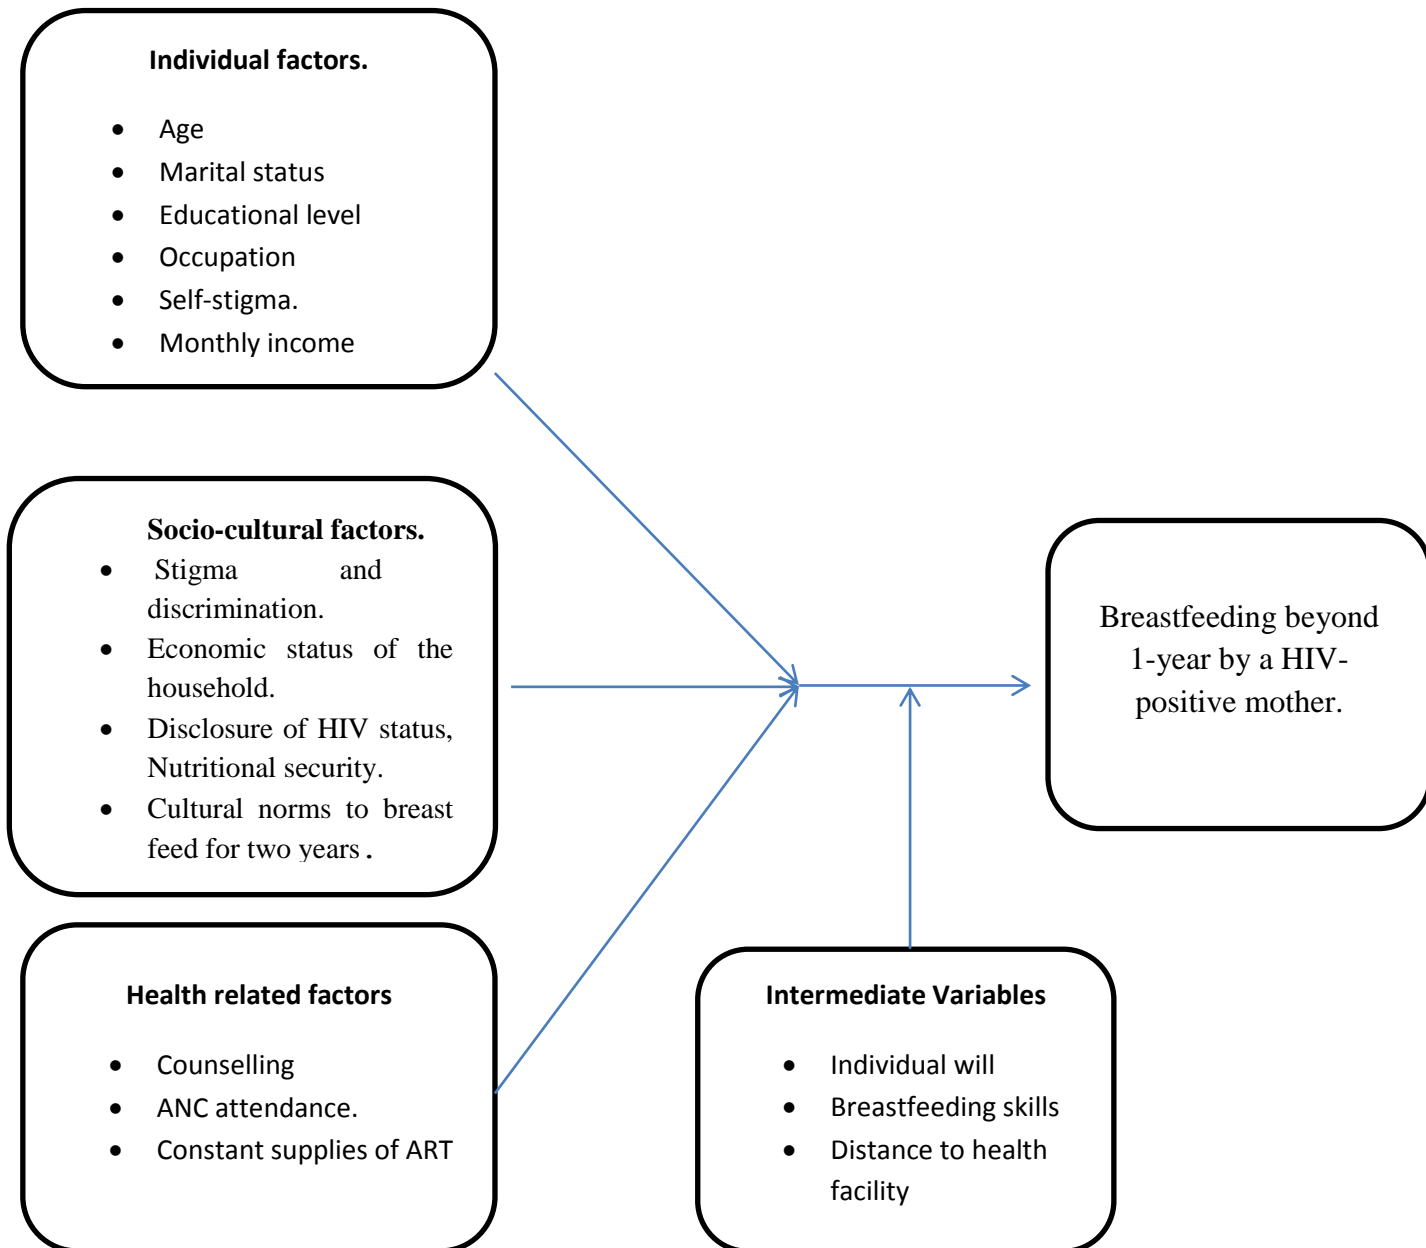 Individual factors.
• Age
• Marital status
• Educational level
• Occupation
• Self-stigma.
• Monthly income
Socio-cultural factors.
• Stigma and
discrimination.
• Economic status of the
household.
• Disclosure of HIV status,
Nutritional security.
• Cultural norms to breast
feed for two years.
Health related factors
• Counselling
• ANC attendance.
• Constant supplies of ART
Intermediate Variables
• Individual will
• Breastfeeding skills
• Distance to health
facility
Breastfeeding beyond
1-year by a HIV-
positive mother.